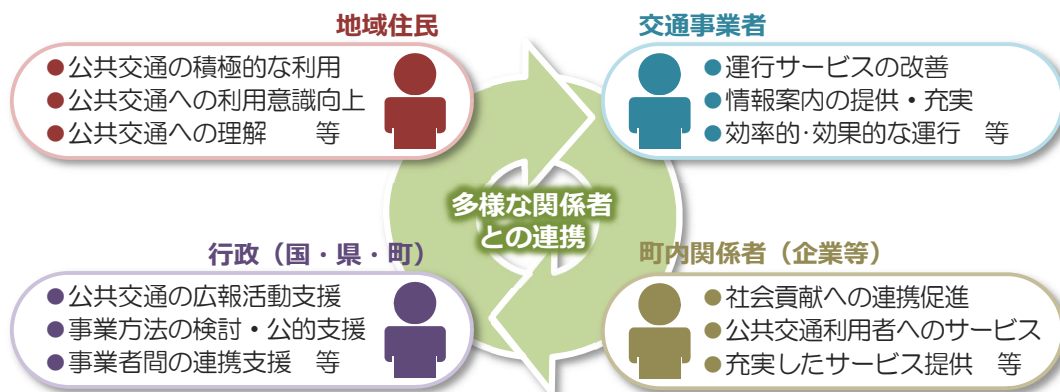 地域住民
●公共交通の積極的な利用
●公共交通への利用意識向上
●公共交通への理解　等
交通事業者
●運行サービスの改善
●情報案内の提供・充実
●効率的･効果的な運行　等
多様な関係者
との連携
行政（国・県・町）
●公共交通の広報活動支援
●事業方法の検討・公的支援
●事業者間の連携支援　等
町内関係者（企業等）
●社会貢献への連携促進
●公共交通利用者へのサービス
●充実したサービス提供　等